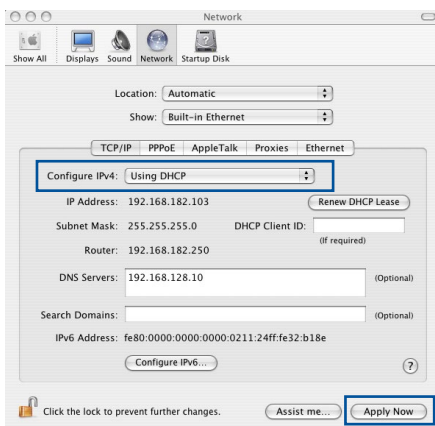 Network
Show All Displays Sound Network Startup Disk
Location: Automatic
Show: Built-in Ethernet
TCP/IP PPPoE AppleTalk Proxies Ethernet
Configure IPv4: Using DHCP
IP Address: 192.168.182.103 Renew DHCP Lease
Subnet Mask: 255.255.255.0 DHCP Client ID:
(If required)
Router: 192.168.182.250
DNS Servers: 192.168.128.10 (Optional)
Search Domains: (Optional)
IPv6 Address: fe80:0000:0000:0000:0211:24ff:fe32:b18e
Configure IPv6... ?
Click the lock to prevent further changes. Assist me... Apply Now